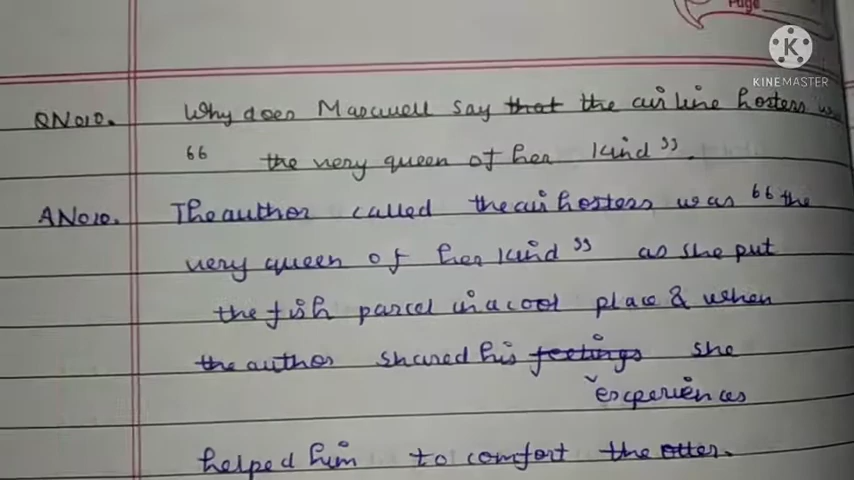 Page
KINEMASTER
QNo10. Why does Maxwell say that the air line hostess w
“ the very queen of her kind”.
ANo10. The author called the air hostess was “the
very queen of her kind” as she put
the fish parcel in a cool place & when
the author shared his feelings she
experiences
helped him to comfort the otter.